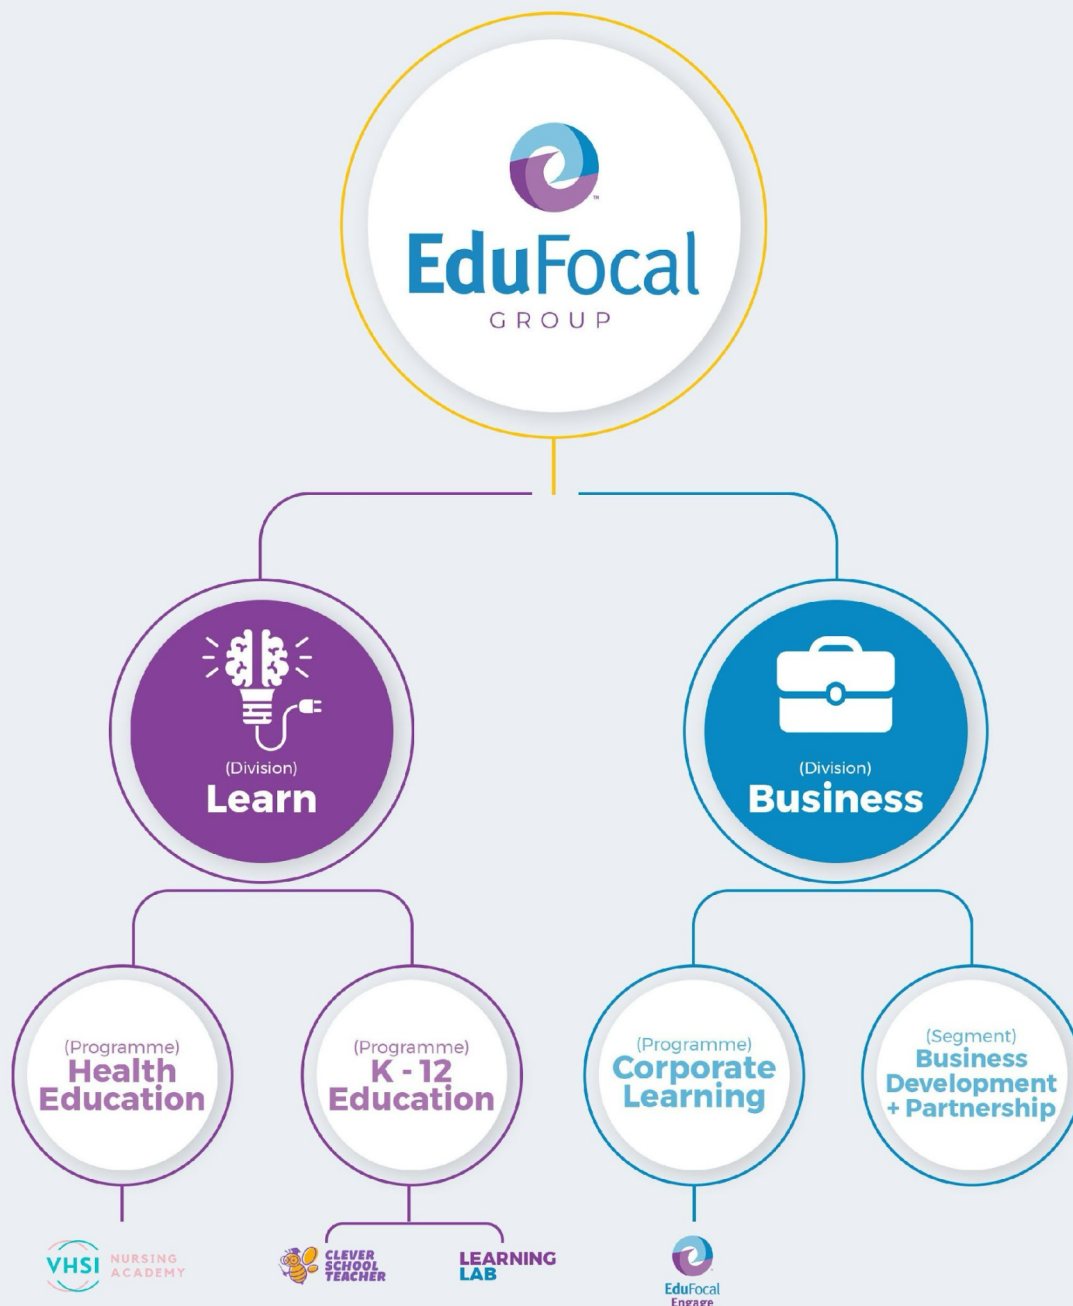 EduFocal
GROUP
(Division)
Learn
(Division)
Business
(Programme)
Health
Education
(Programme)
K - 12
Education
(Programme)
Corporate
Learning
(Segment)
Business
Development
+ Partnership
VHSI NURSING
ACADEMY
CLEVER
SCHOOL
TEACHER
LEARNING
LAB
EduFocal
Engage